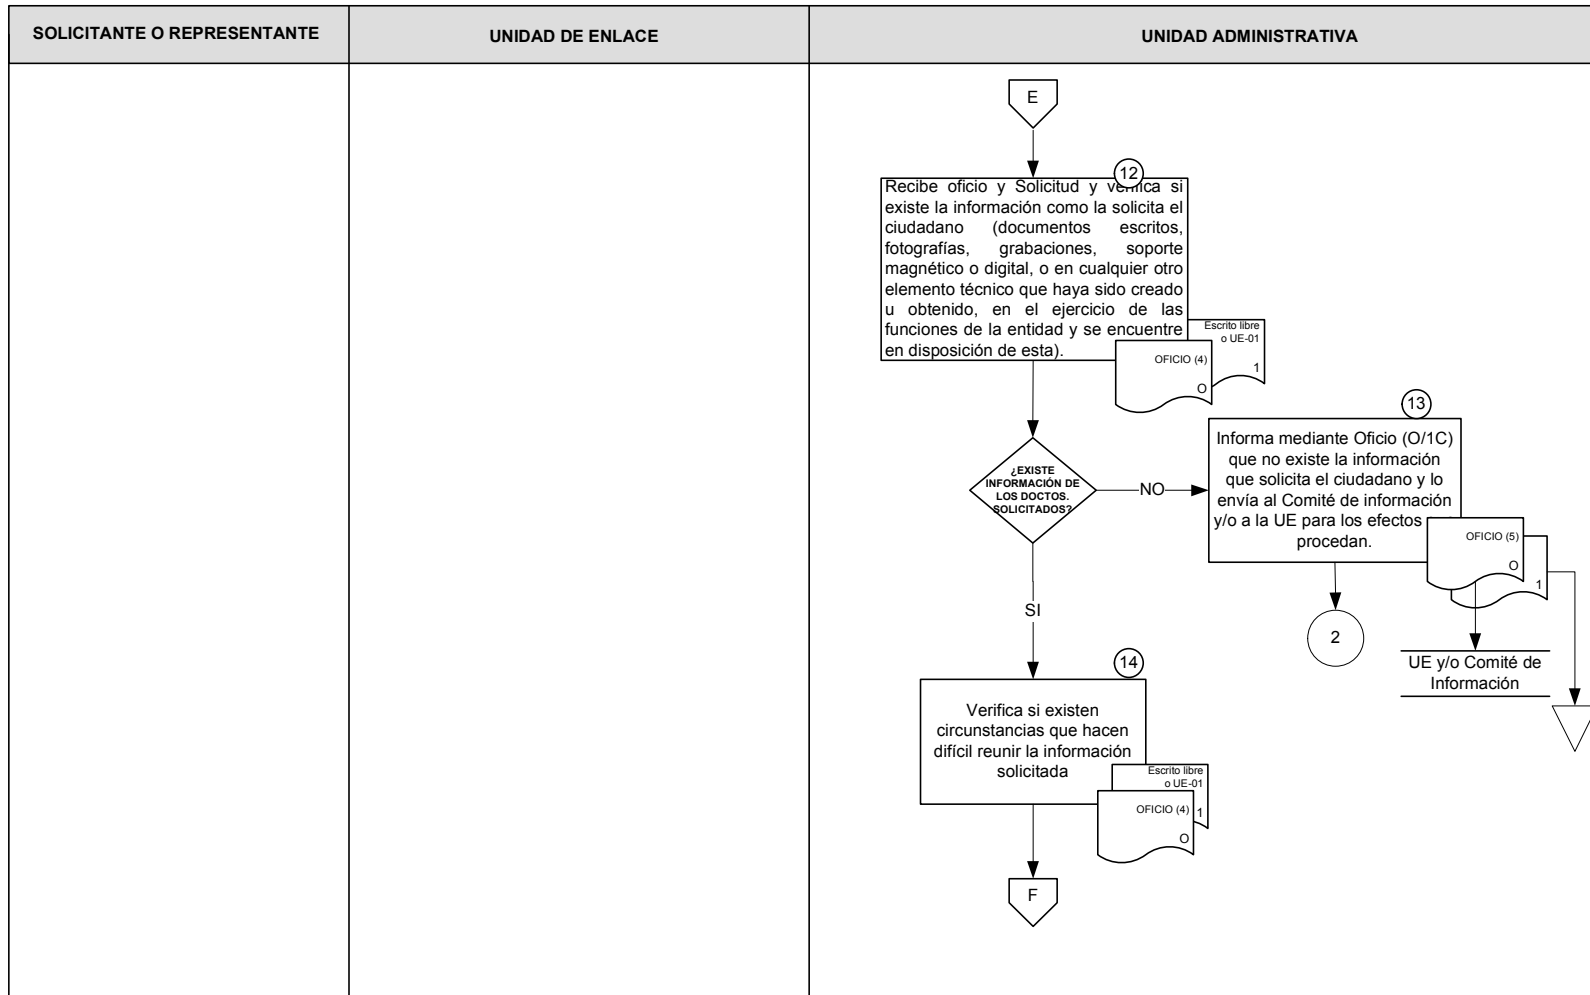 SOLICITANTE O REPRESENTANTE
UNIDAD DE ENLACE
UNIDAD ADMINISTRATIVA
E
12
Recibe oficio y Solicitud y verifica si
existe la información como la solicita el
ciudadano (documentos escritos,
fotografías, grabaciones, soporte
magnético o digital, o en cualquier otro
elemento técnico que haya sido creado
u obtenido, en el ejercicio de las
funciones de la entidad y se encuentre
en disposición de esta).
Escrito libre
o UE-01
1
OFICIO (4)
O
¿EXISTE
INFORMACIÓN DE
LOS DOCTOS.
SOLICITADOS?
NO
13
Informa mediante Oficio (O/1C)
que no existe la información
que solicita el ciudadano y lo
envía al Comité de información
y/o a la UE para los efectos
procedan.
OFICIO (5)
O
1
2
UE y/o Comité de
Información
SI
14
Verifica si existen
circunstancias que hacen
difícil reunir la información
solicitada
Escrito libre
o UE-01
1
OFICIO (4)
O
F